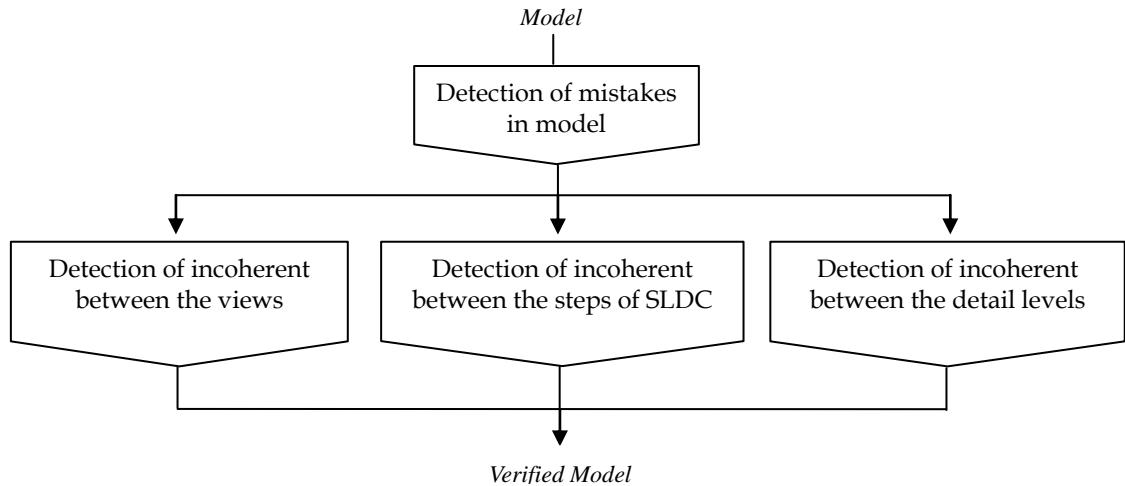 Model
Detection of mistakes
in model
Detection of incoherent
between the views
Detection of incoherent
between the steps of SLDC
Detection of incoherent
between the detail levels
Verified Model